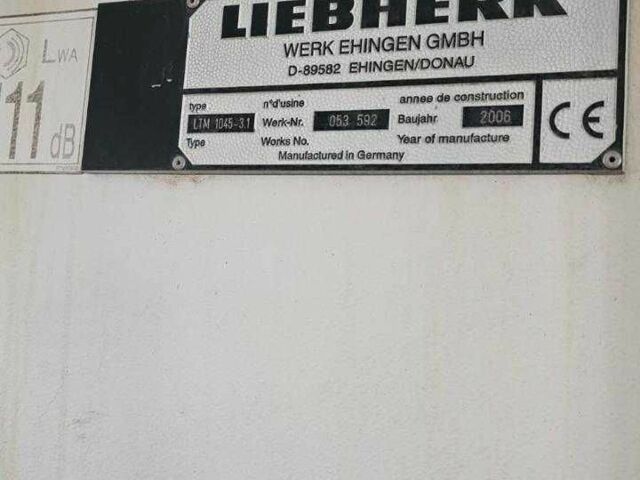 LIEBHERR
WERK EHINGEN GMBH
D-89582 EHINGEN/DONAU
type n°d'usine annee de construction
LTM 1045-3.1 Werk-Nr. 053 592 Baujahr 2006
Type Works No. Year of manufacture
Manufactured in Germany
CE
LWA
11 dB